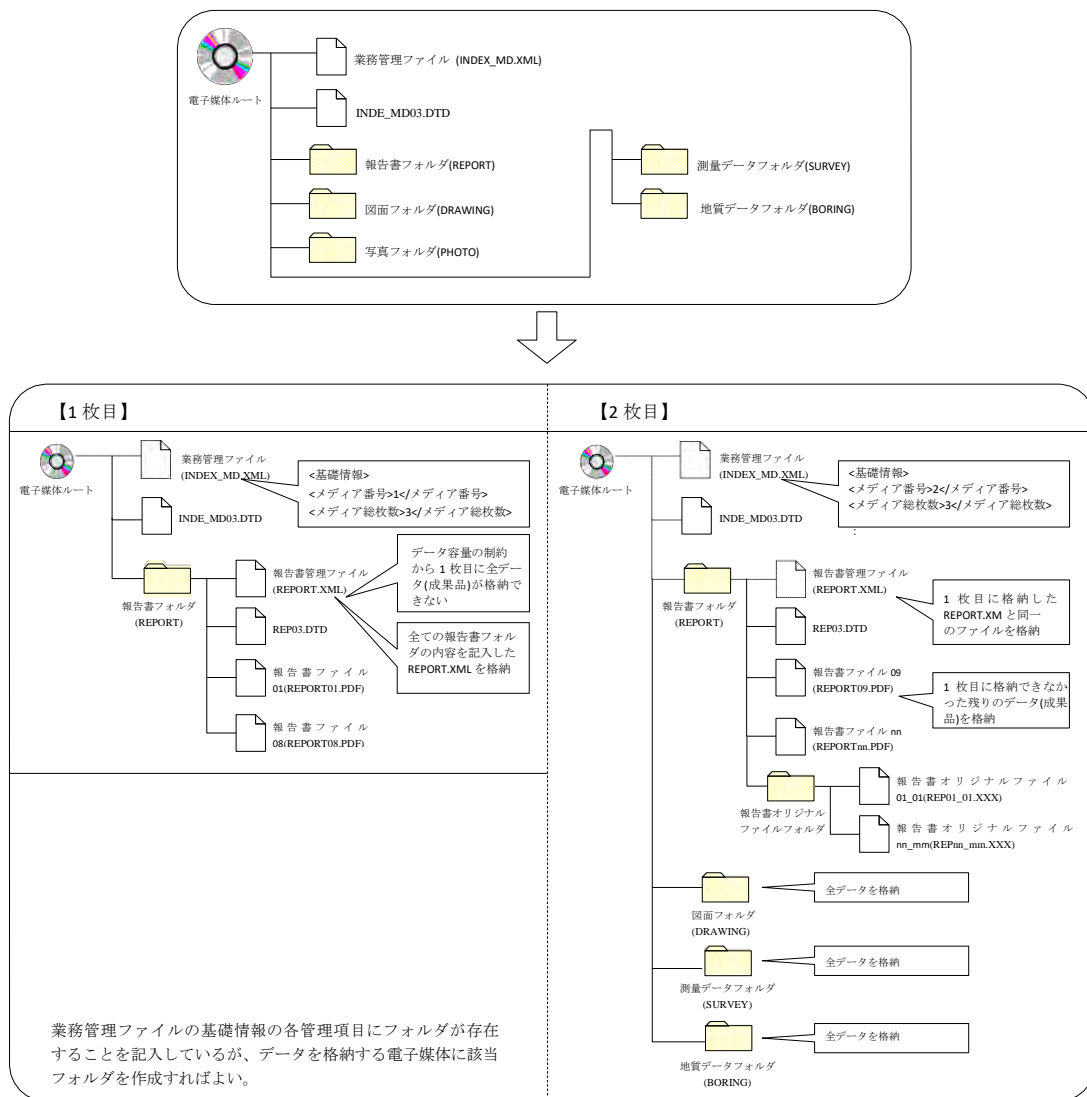 業務管理ファイル (INDEX_MD.XML)
電子媒体ルート
INDE_MD03.DTD
報告書フォルダ(REPORT)
図面フォルダ(DRAWING)
写真フォルダ(PHOTO)
測量データフォルダ(SURVEY)
地質データフォルダ(BORING)
【1 枚目】
電子媒体ルート
業務管理ファイル
(INDEX_MD.XML)
<基礎情報>
<メディア番号>1</メディア番号>
<メディア総枚数>3</メディア総枚数>
INDE_MD03.DTD
報告書フォルダ
(REPORT)
報告書管理ファイル
(REPORT.XML)
データ容量の制約
から 1 枚目に全デー
タ(成果品)が格納で
きない
REP03.DTD
全ての報告書フォル
ダの内容を記入した
REPORT.XML を格納
報告書ファイル
01(REPORT01.PDF)
報告書ファイル
08(REPORT08.PDF)
業務管理ファイルの基礎情報の各管理項目にフォルダが存在
することを記入しているが、データを格納する電子媒体に該当
フォルダを作成すればよい。
【2 枚目】
電子媒体ルート
業務管理ファイル
(INDEX_MD.XML)
<基礎情報>
<メディア番号>2</メディア番号>
<メディア総枚数>3</メディア総枚数>
:
INDE_MD03.DTD
報告書フォルダ
(REPORT)
報告書管理ファイル
(REPORT.XML)
1 枚目に格納した
REPORT.XM と同一
のファイルを格納
REP03.DTD
報告書ファイル 09
(REPORT09.PDF)
1 枚目に格納できなか
った残りのデータ(成果
品)を格納
報告書ファイル nn
(REPORTnn.PDF)
報告書オリジナル
ファイルフォルダ
報告書オリジナルファイル
01_01(REP01_01.XXX)
報告書オリジナルファイル
nn_mm(REPnn_mm.XXX)
図面フォルダ
(DRAWING)
全データを格納
測量データフォルダ
(SURVEY)
全データを格納
地質データフォルダ
(BORING)
全データを格納